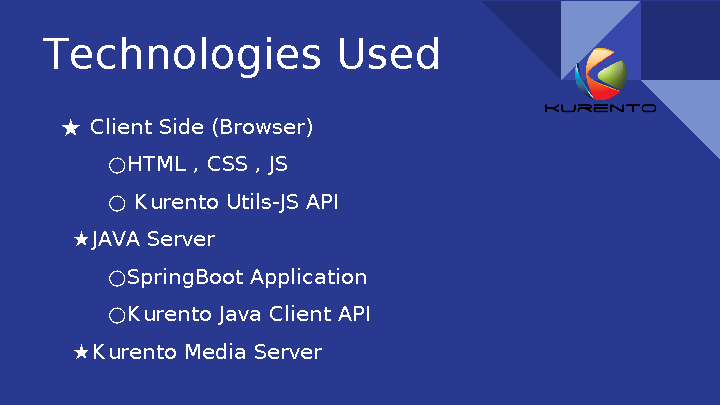 Technologies Used
KURENTO
★ Client Side (Browser)
○HTML , CSS , JS
○ Kurento Utils-JS API
★JAVA Server
○SpringBoot Application
○Kurento Java Client API
★Kurento Media Server